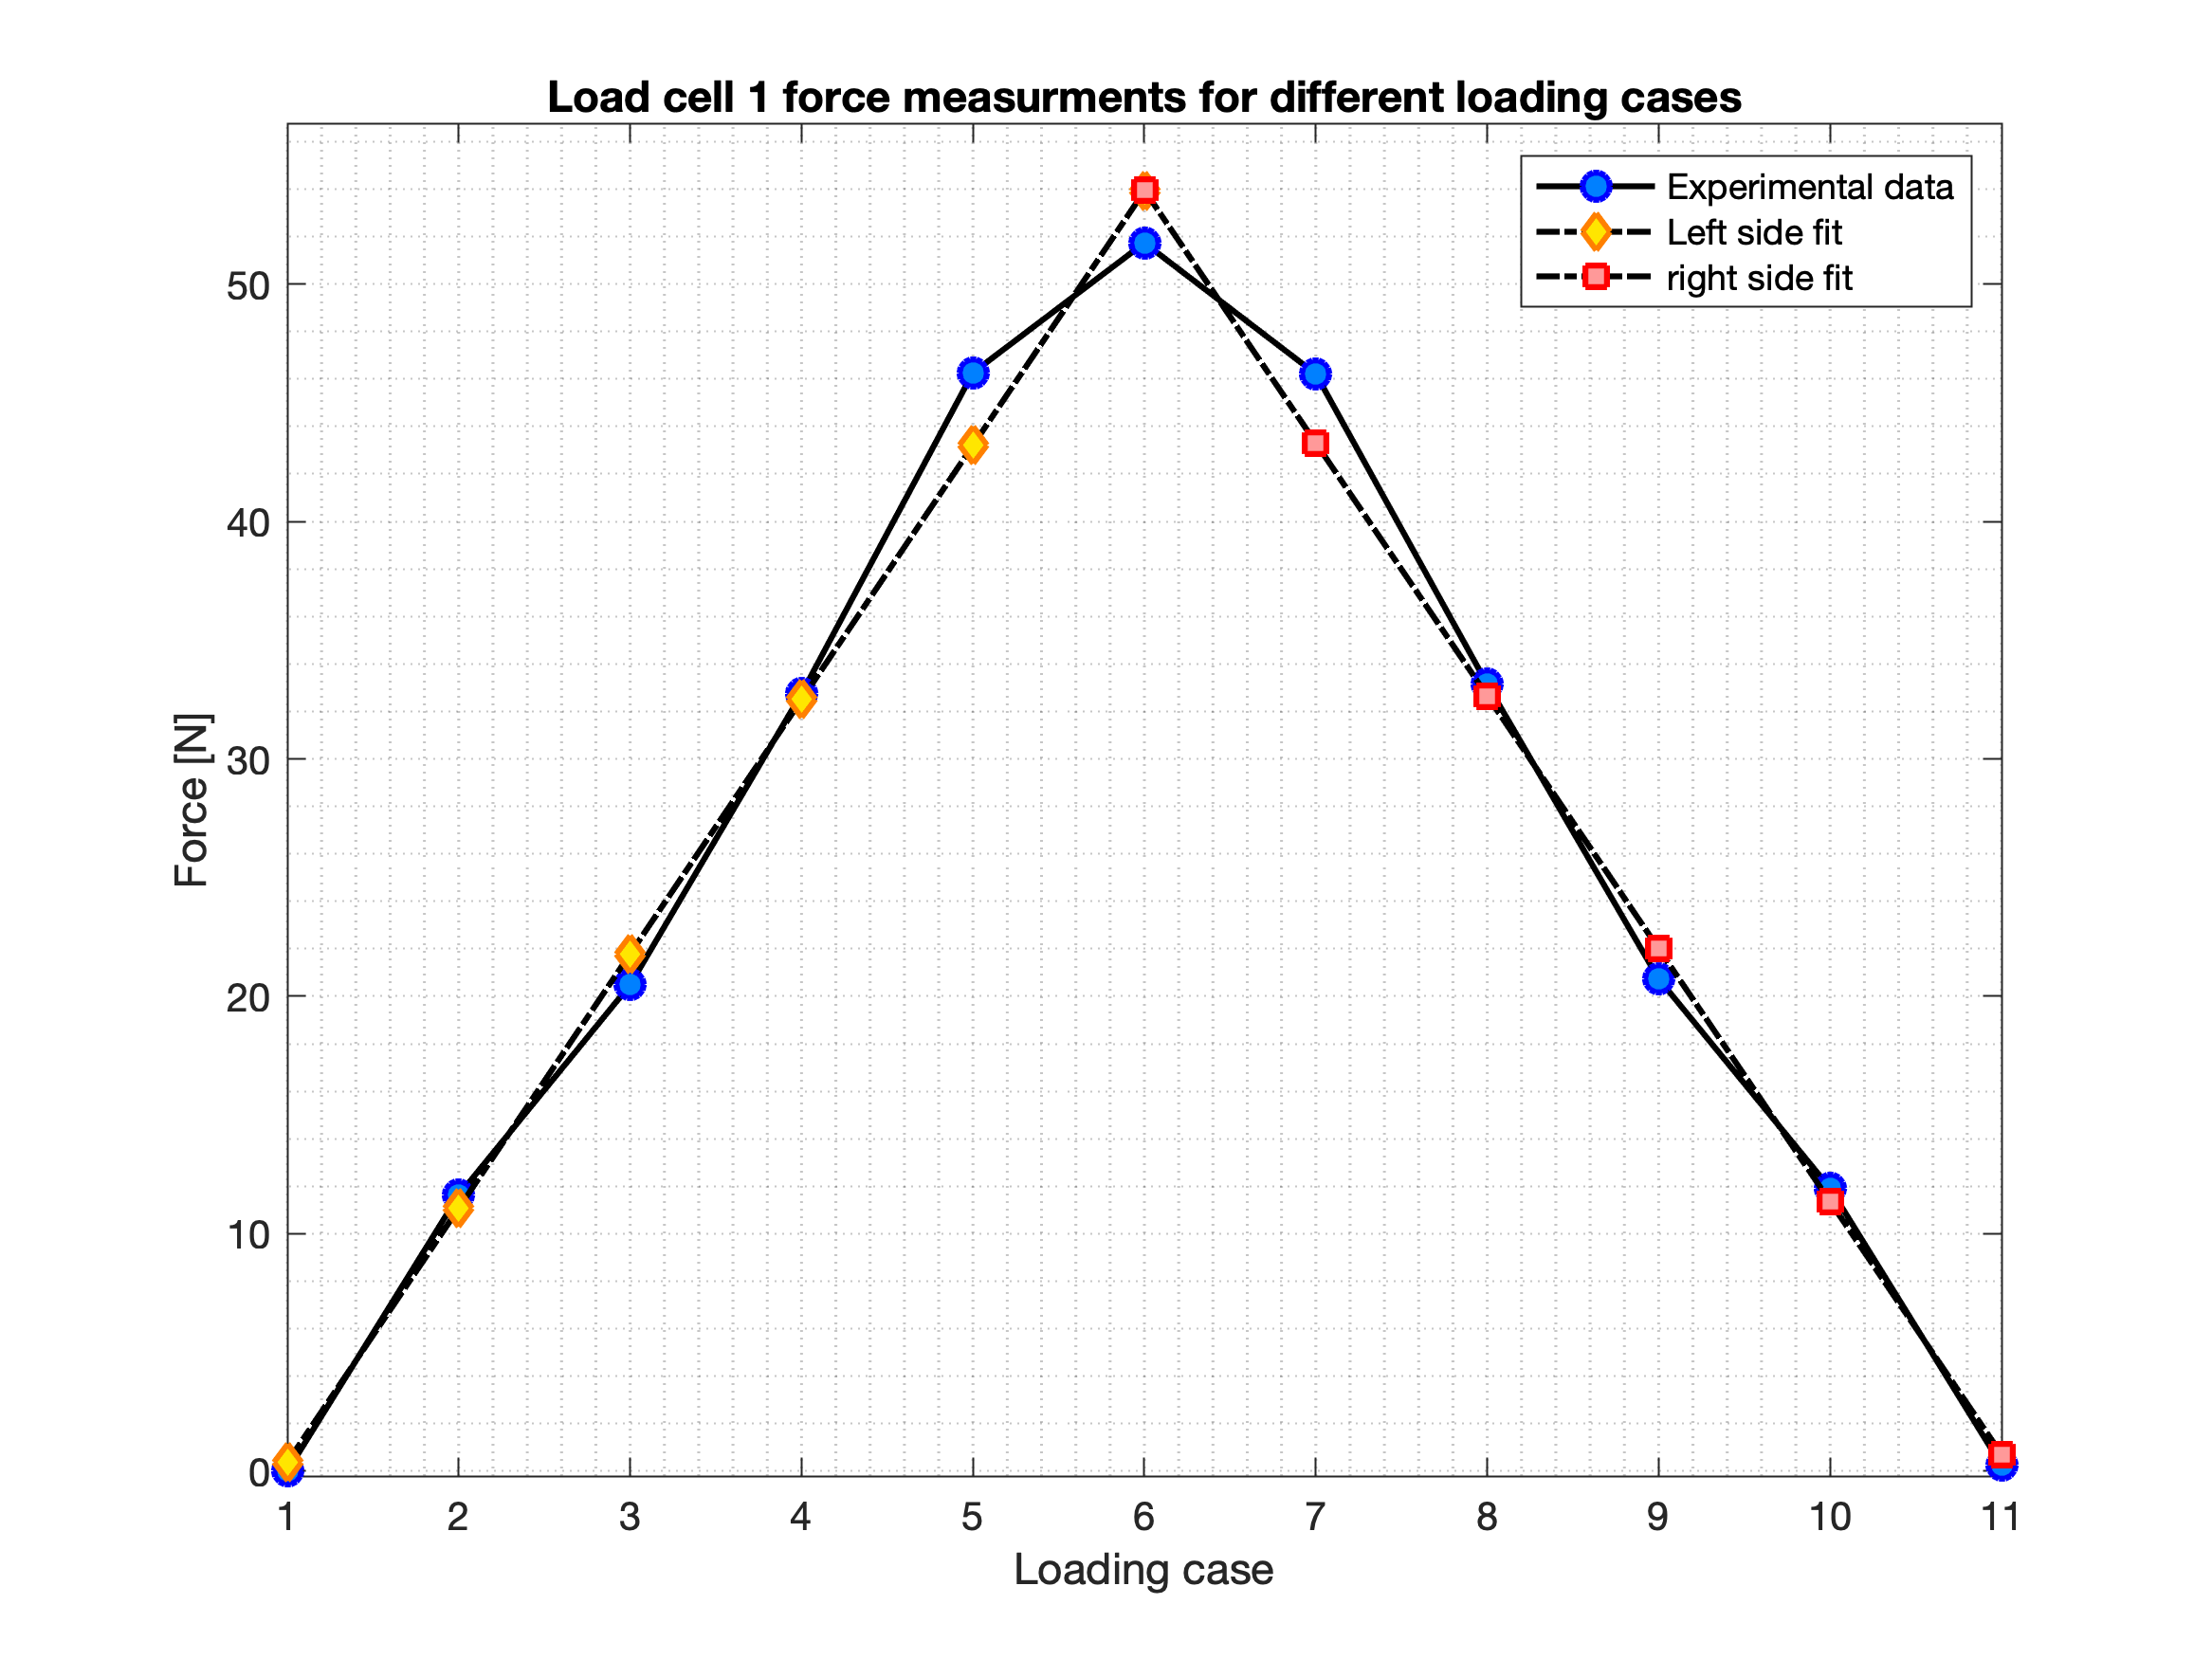 Load cell 1 force measurments for different loading cases
Experimental data
Left side fit
right side fit
Force [N]
50
40
30
20
10
0
1 2 3 4 5 6 7 8 9 10 11
Loading case